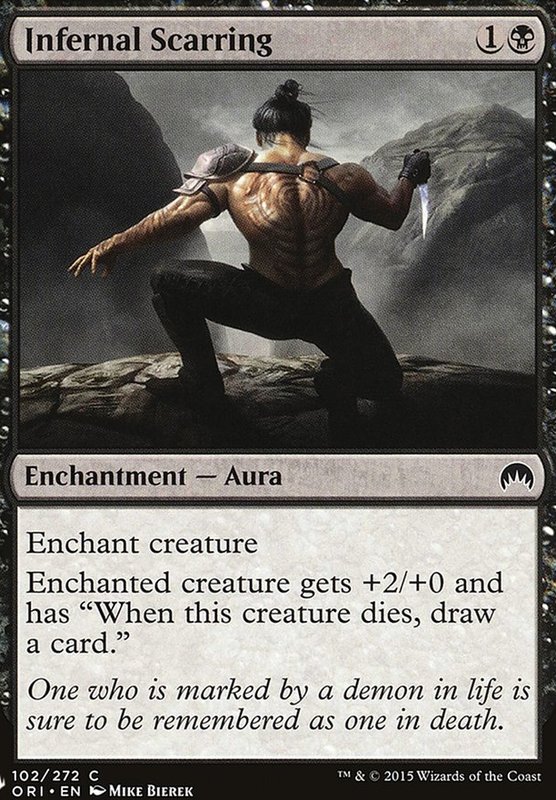 Infernal Scarring 1
Enchantment — Aura
Enchant creature
Enchanted creature gets +2/+0 and
has “When this creature dies, draw
a card.”
One who is marked by a demon in life is
sure to be remembered as one in death.
102/272 C
ORI • EN Mike Bierek
™ & © 2015 Wizards of the Coast